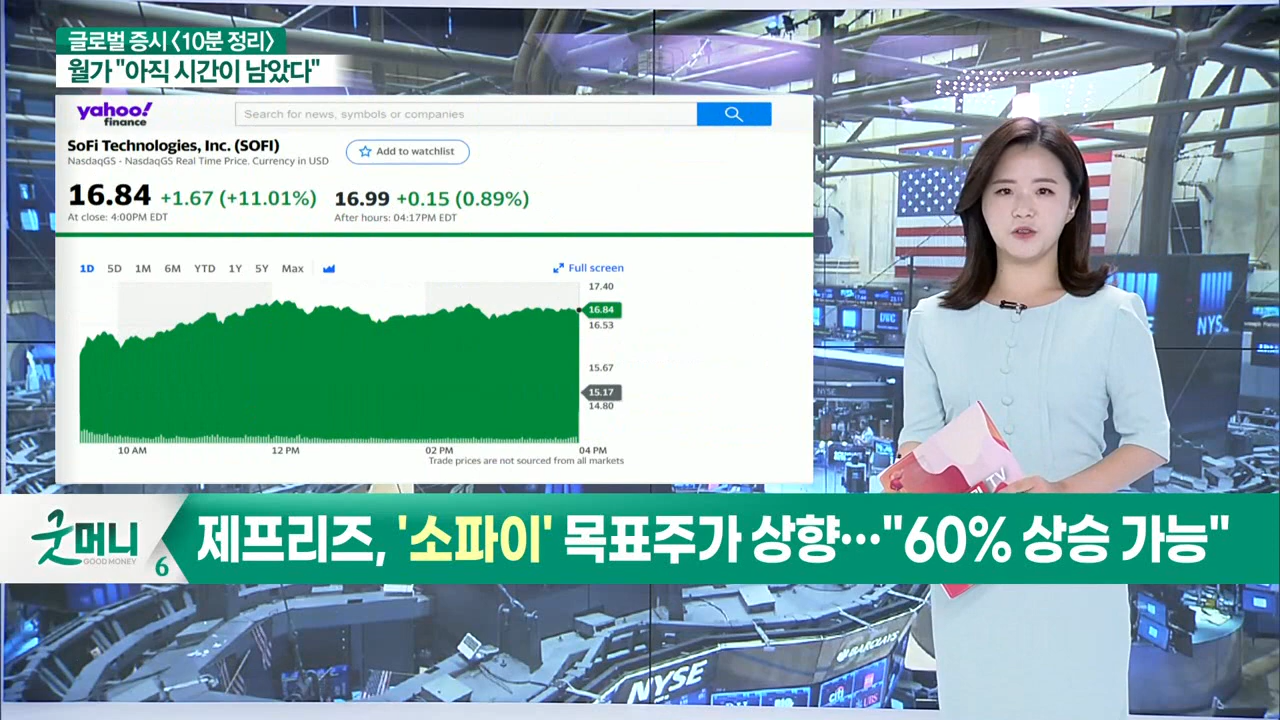 글로벌 증시 〈10분 정리〉
월가 "아직 시간이 남았다"
yahoo!
finance
Search for news, symbols or companies
SoFi Technologies, Inc. (SOFI)
NasdaqGS - NasdaqGS Real Time Price. Currency in USD
Add to watchlist
16.84 +1.67 (+11.01%)
At close: 4:00PM EDT
16.99 +0.15 (0.89%)
After hours: 04:17PM EDT
1D 5D 1M 6M YTD 1Y 5Y Max
Full screen
17.40
16.84
16.53
15.67
15.17
14.80
10 AM 12 PM 02 PM 04 PM
Trade prices are not sourced from all markets
굿머니
GOOD MONEY
6
제프리즈, '소파이' 목표주가 상향…"60% 상승 가능"
NYSE
BARCLAYS
citi
UBS
NYS
TV